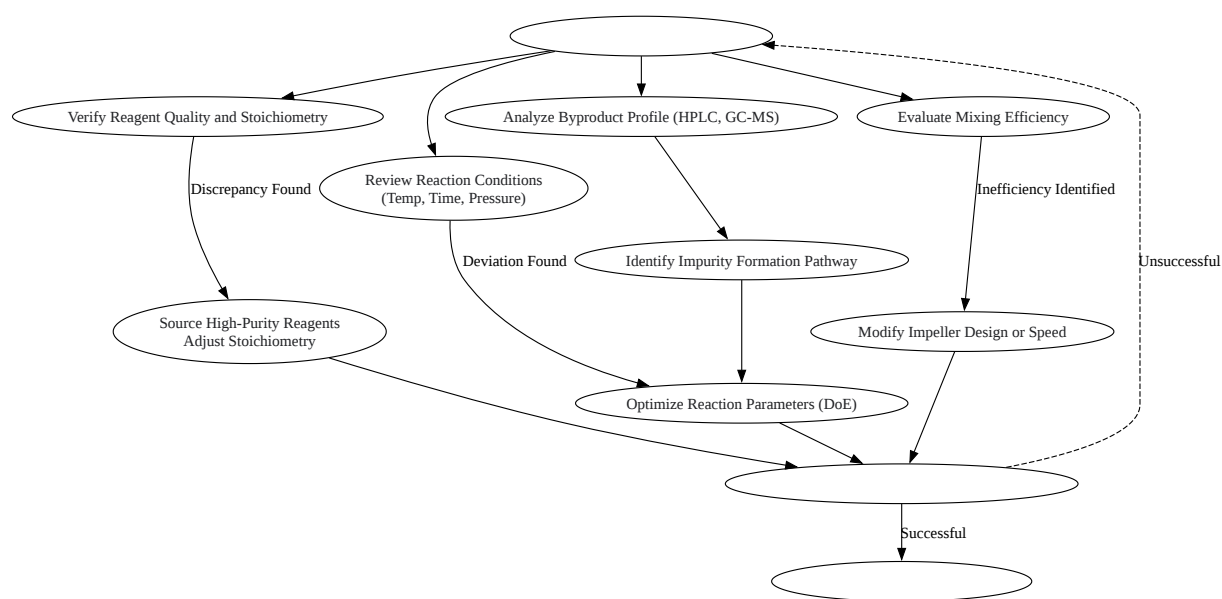 Verify Reagent Quality and Stoichiometry
Analyze Byproduct Profile (HPLC, GC-MS)
Evaluate Mixing Efficiency
Review Reaction Conditions
(Temp, Time, Pressure)
Discrepancy Found
Inefficiency Identified
Deviation Found
Identify Impurity Formation Pathway
Unsuccessful
Source High-Purity Reagents
Adjust Stoichiometry
Modify Impeller Design or Speed
Optimize Reaction Parameters (DoE)
Successful